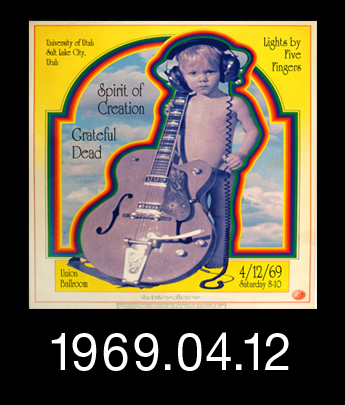 University of Utah
Salt Lake City,
Utah
Lights by
Five
Fingers
Spirit of
Creation
Grateful
Dead
Union
Ballroom
4/12/69
Saturday 8-10
1969.04.12